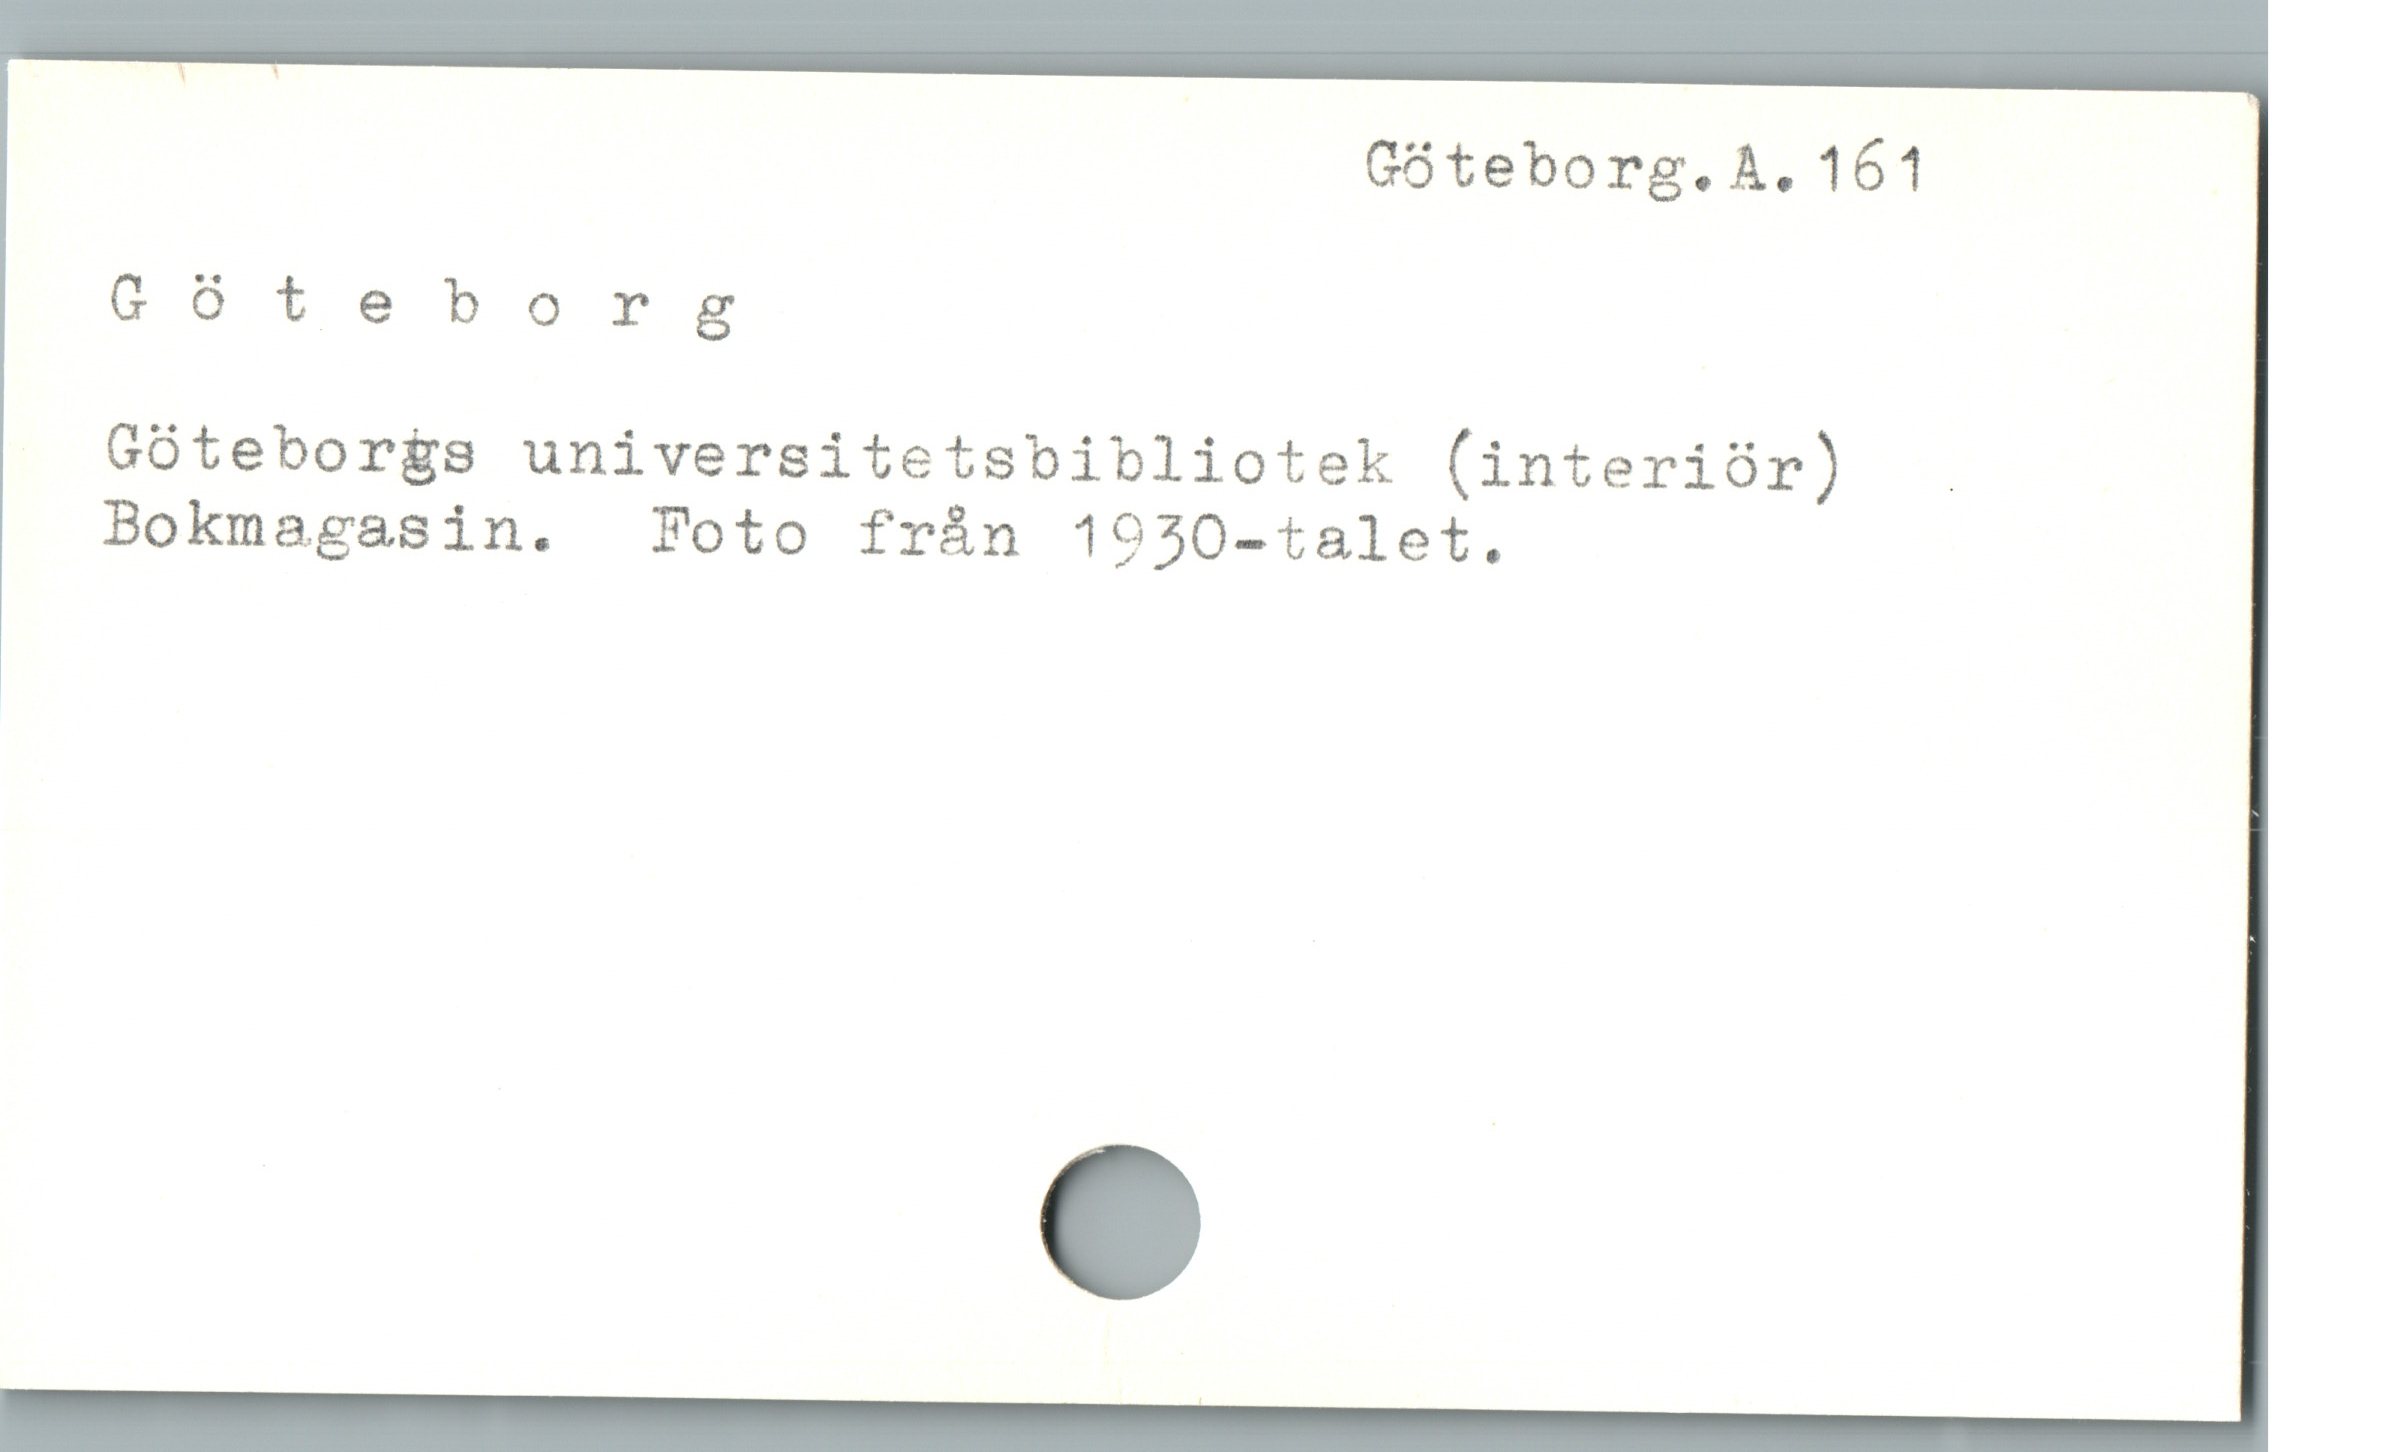 Göteborg.A.161
G ö t e b o r g
Göteborgs universitetsbibliotek (interiör)
Bokmagasin. Foto från 1930-talet.